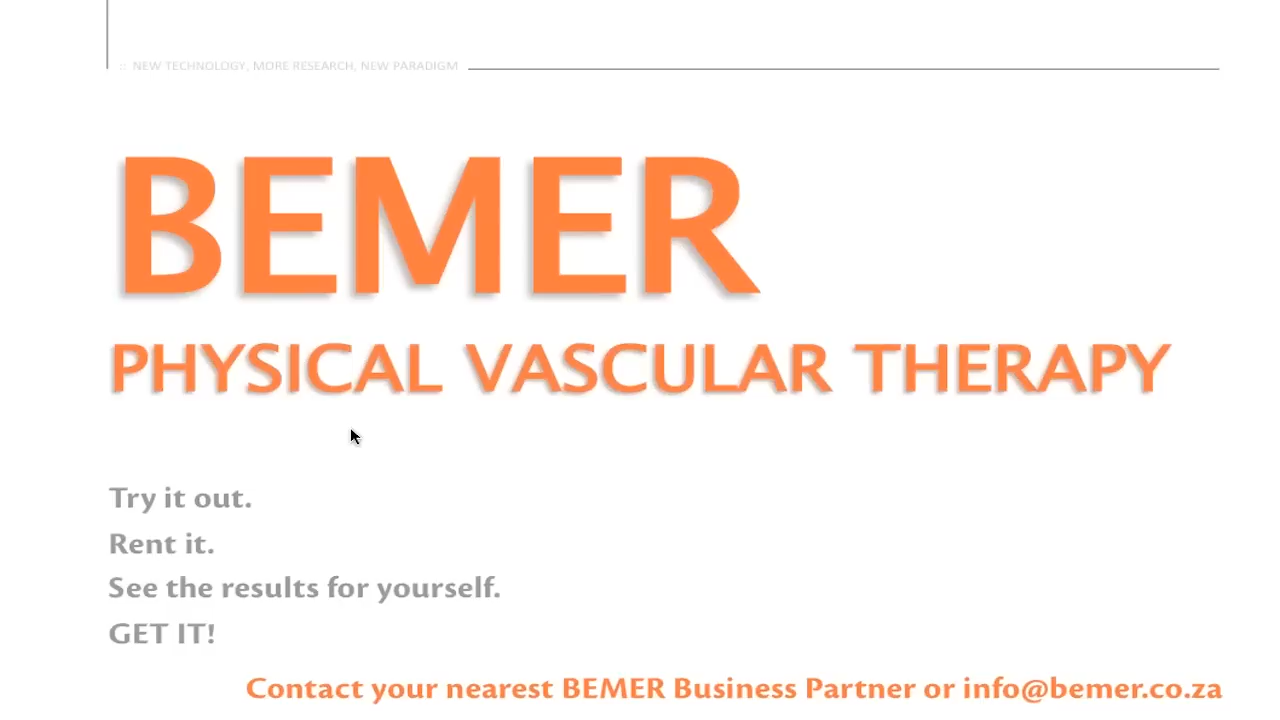 :: NEW TECHNOLOGY, MORE RESEARCH, NEW PARADIGM
BEMER
PHYSICAL VASCULAR THERAPY
Try it out.
Rent it.
See the results for yourself.
GET IT!
Contact your nearest BEMER Business Partner or info@bemer.co.za